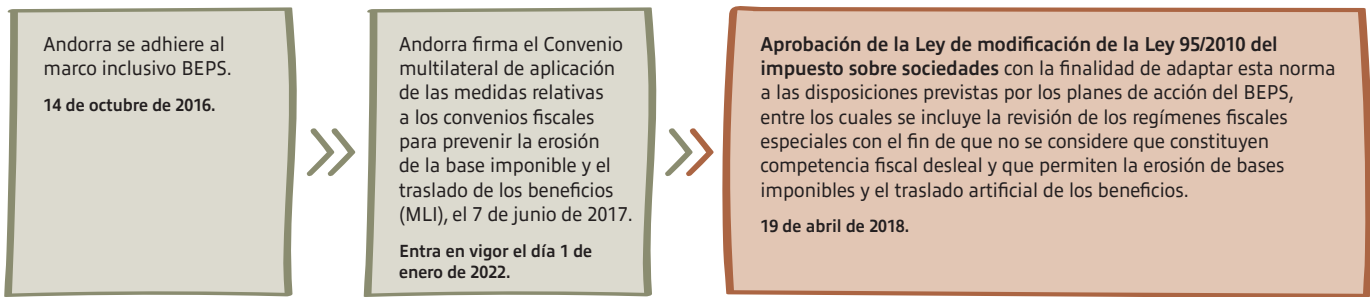 Andorra se adhiere al
marco inclusivo BEPS.
14 de octubre de 2016.
Andorra firma el Convenio
multilateral de aplicación
de las medidas relativas
a los convenios fiscales
para prevenir la erosión
de la base imponible y el
traslado de los beneficios
(MLI), el 7 de junio de 2017.
Entra en vigor el día 1 de
enero de 2022.
Aprobación de la Ley de modificación de la Ley 95/2010 del
impuesto sobre sociedades con la finalidad de adaptar esta norma
a las disposiciones previstas por los planes de acción del BEPS,
entre los cuales se incluye la revisión de los regímenes fiscales
especiales con el fin de que no se considere que constituyen
competencia fiscal desleal y que permiten la erosión de bases
imponibles y el traslado artificial de los beneficios.
19 de abril de 2018.